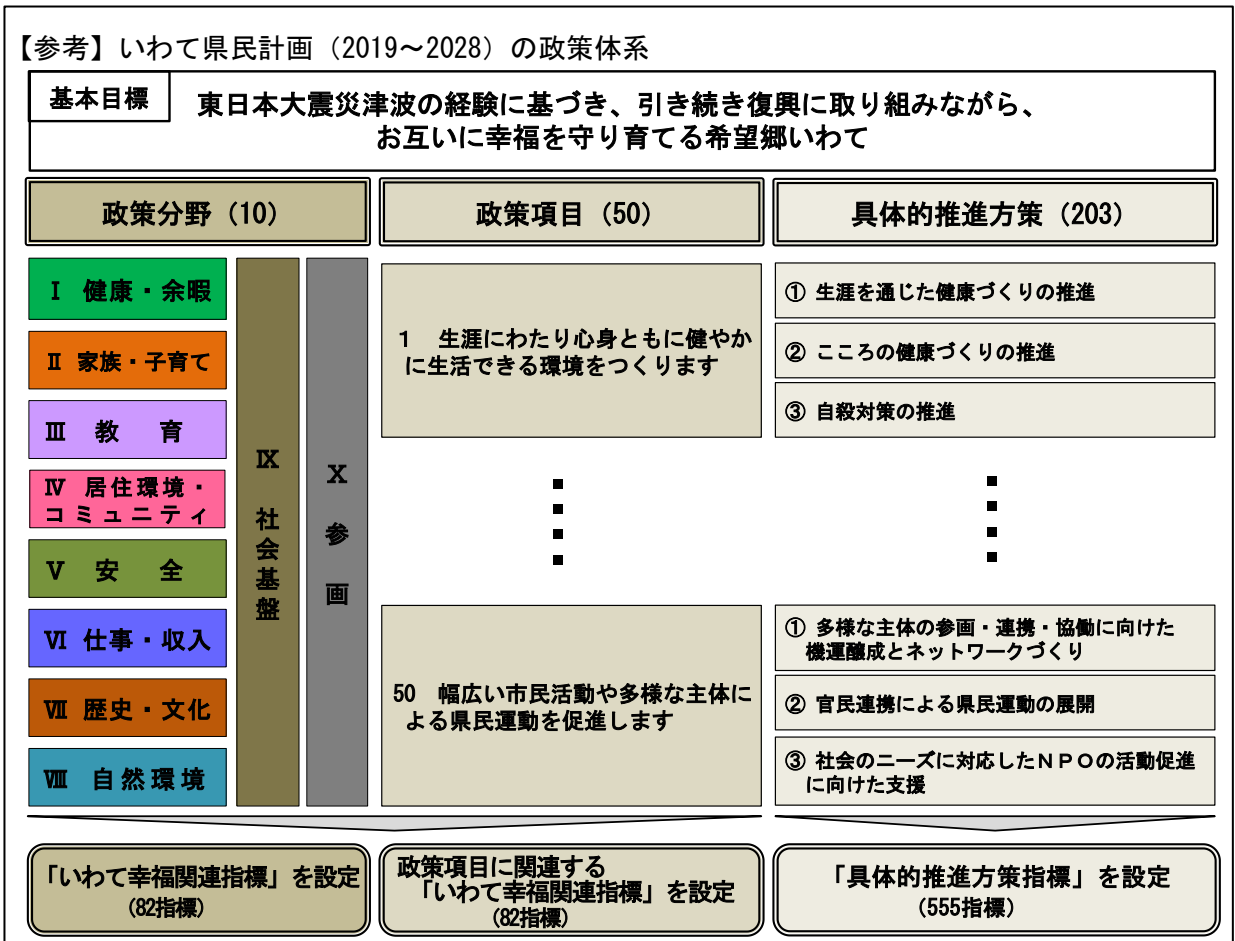 【参考】いわて県民計画（2019～2028）の政策体系
基本目標
東日本大震災津波の経験に基づき、引き続き復興に取り組みながら、
お互いに幸福を守り育てる希望郷いわて
政策分野（10）
政策項目（50）
具体的推進方策（203）
Ⅰ 健康・余暇
Ⅱ 家族・子育て
Ⅲ 教 育
Ⅳ 居住環境・
コミュニティ
Ⅴ 安 全
Ⅵ 仕事・収入
Ⅶ 歴史・文化
Ⅷ 自然環境
Ⅸ 社会基盤
Ⅹ 参画
1 生涯にわたり心身ともに健やか
に生活できる環境をつくります
50 幅広い市民活動や多様な主体に
よる県民運動を促進します
① 生涯を通じた健康づくりの推進
② こころの健康づくりの推進
③ 自殺対策の推進
① 多様な主体の参画・連携・協働に向けた
機運醸成とネットワークづくり
② 官民連携による県民運動の展開
③ 社会のニーズに対応したＮＰＯの活動促進
に向けた支援
「いわて幸福関連指標」を設定
(82指標)
政策項目に関連する
「いわて幸福関連指標」を設定
(82指標)
「具体的推進方策指標」を設定
(555指標)